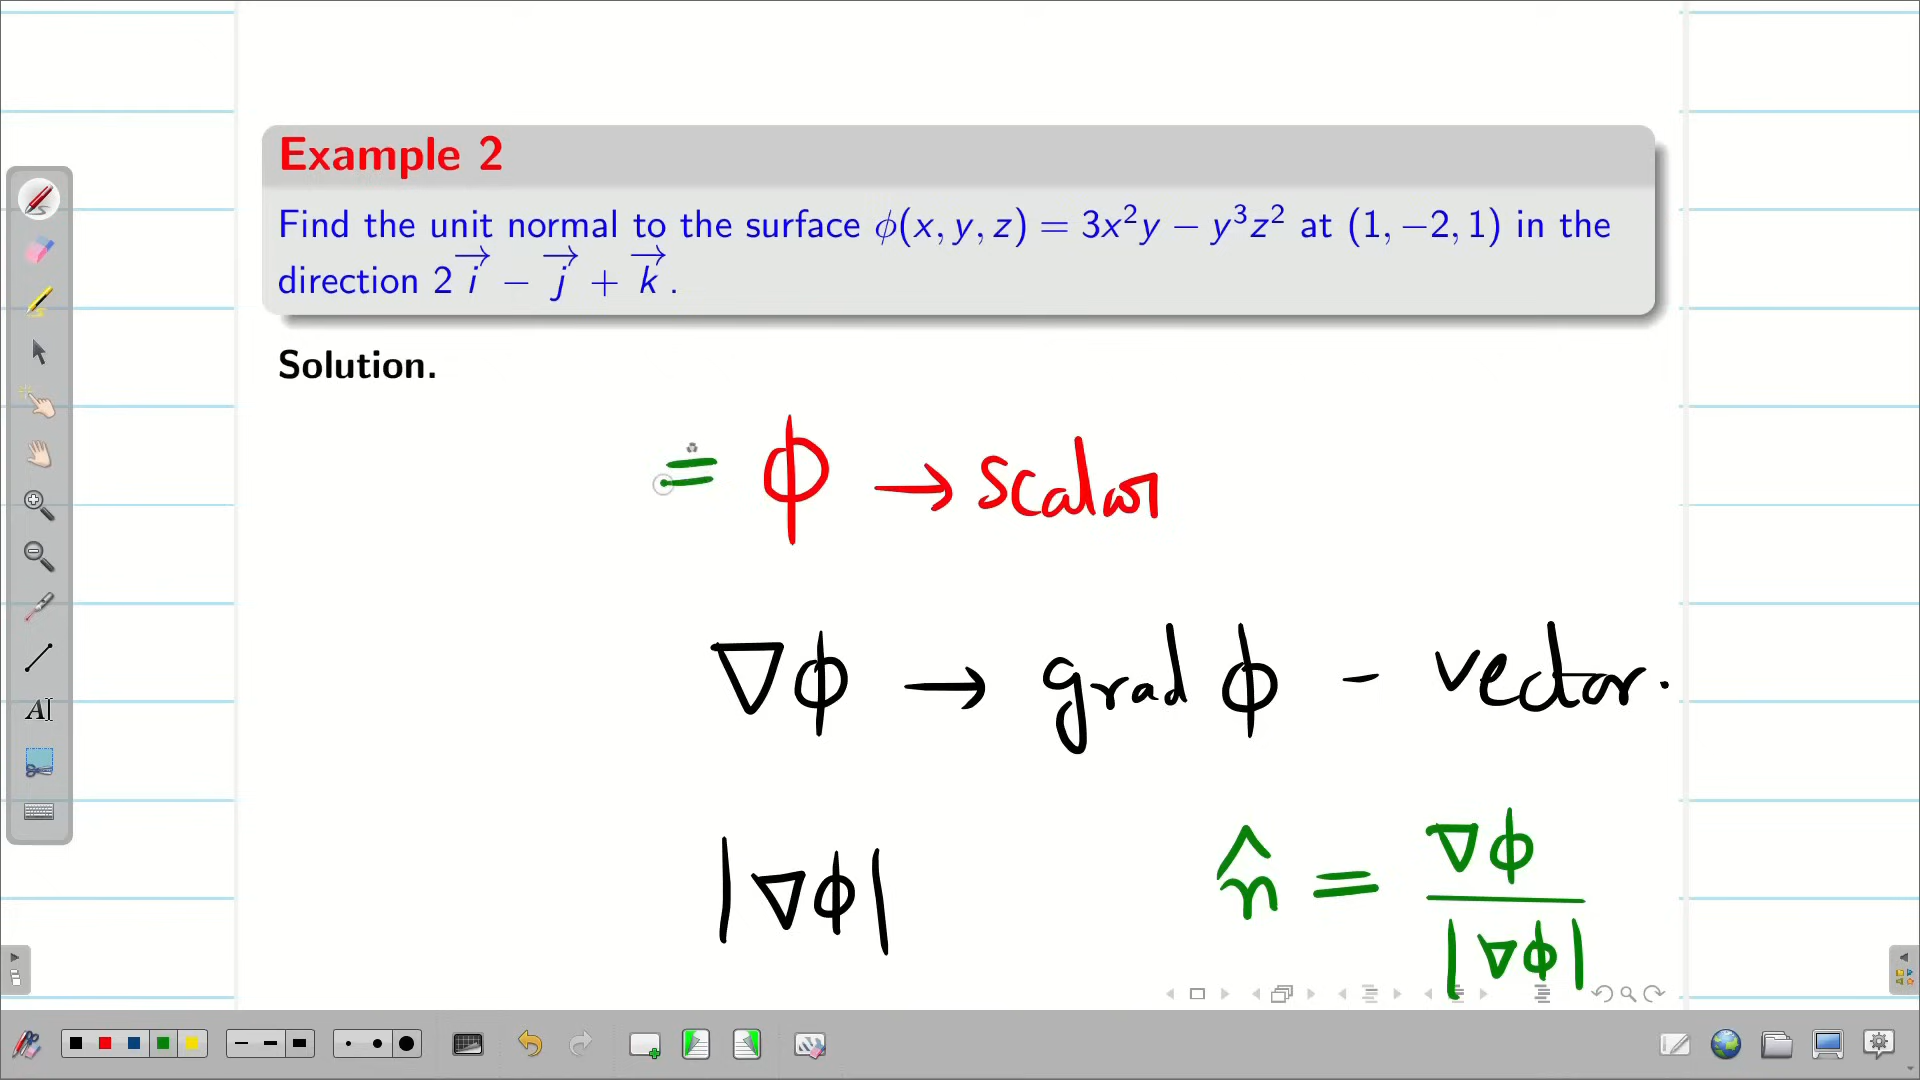 Example 2
Find the unit normal to the surface ϕ(x, y, z) = 3x²y − y³z² at (1, −2, 1) in the
direction 2i⃗ − j⃗ + k⃗.
Solution.
= ϕ → scalar
∇ϕ → grad ϕ - vector.
|∇ϕ|
n̂ = ∇ϕ / |∇ϕ|